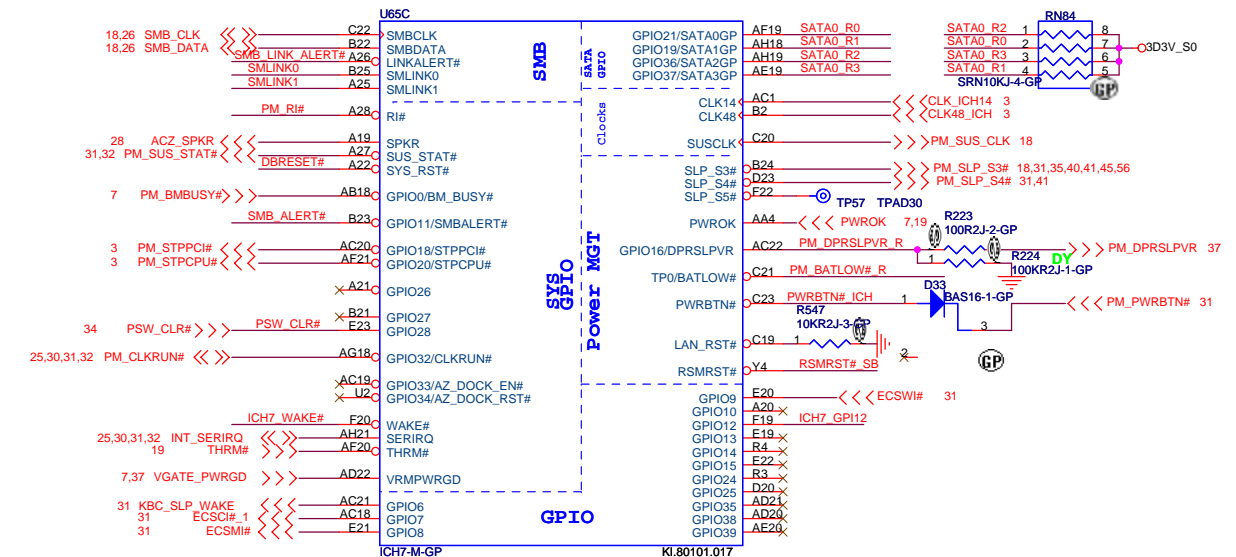 U65C
18,26 SMB_CLK C22 SMBCLK
18,26 SMB_DATA B22 SMBDATA
SMB_LINK_ALERT# A26 LINKALERT#
SMLINK0 B25 SMLINK0
SMLINK1 A25 SMLINK1
PM_RI# A28 RI#
28 ACZ_SPKR A19 SPKR
31,32 PM_SUS_STAT# A27 SUS_STAT#
DBRESET# A22 SYS_RST#
7 PM_BMBUSY# AB18 GPIO0/BM_BUSY#
SMB_ALERT# B23 GPIO11/SMBALERT#
3 PM_STPPCI# AC20 GPIO18/STPPCI#
3 PM_STPCPU# AF21 GPIO20/STPCPU#
A21 GPIO26
B21 GPIO27
34 PSW_CLR# PSW_CLR# E23 GPIO28
25,30,31,32 PM_CLKRUN# AG18 GPIO32/CLKRUN#
AC19 GPIO33/AZ_DOCK_EN#
U2 GPIO34/AZ_DOCK_RST#
ICH7_WAKE# F20 WAKE#
25,30,31,32 INT_SERIRQ AH21 SERIRQ
19 THRM# AF20 THRM#
7,37 VGATE_PWRGD AD22 VRMPWRGD
31 KBC_SLP_WAKE AC21 GPIO6
31 ECSCI#_1 AC18 GPIO7
31 ECSMI# E21 GPIO8
SMB
SATA
GPIO
Clocks
SYS
GPIO
Power MGT
GPIO
GPIO21/SATA0GP AF19 SATA0_R0
GPIO19/SATA1GP AH18 SATA0_R1
GPIO36/SATA2GP AH19 SATA0_R2
GPIO37/SATA3GP AE19 SATA0_R3
RN84
SATA0_R2 1 8
SATA0_R0 2 7 3D3V_S0
SATA0_R3 3 6
SATA0_R1 4 5
SRN10KJ-4-GP
GP
CLK14 AC1 CLK_ICH14 3
CLK48 B2 CLK48_ICH 3
SUSCLK C20 PM_SUS_CLK 18
SLP_S3# B24 PM_SLP_S3# 18,31,35,40,41,45,56
SLP_S4# D23 PM_SLP_S4# 31,41
SLP_S5# F22 TP57 TPAD30
PWROK AA4 PWROK 7,19
R223
100R2J-2-GP
GPIO16/DPRSLPVR AC22 PM_DPRSLPVR_R PM_DPRSLPVR 37
1
R224
100KR2J-1-GP
DY
TP0/BATLOW# C21 PM_BATLOW#_R
D33
PWRBTN# C23 PWRBTN#_ICH 1 BAS16-1-GP PM_PWRBTN# 31
3
2
GP
R547
10KR2J-3-GP
LAN_RST# C19 1
RSMRST# Y4 RSMRST#_SB
GPIO9 E20 ECSWI# 31
GPIO10 A20
GPIO12 F19 ICH7_GPI12
GPIO13 E19
GPIO14 R4
GPIO15 E22
GPIO24 R3
GPIO25 D20
GPIO35 AD21
GPIO38 AD20
GPIO39 AE20
ICH7-M-GP
KI.80101.017